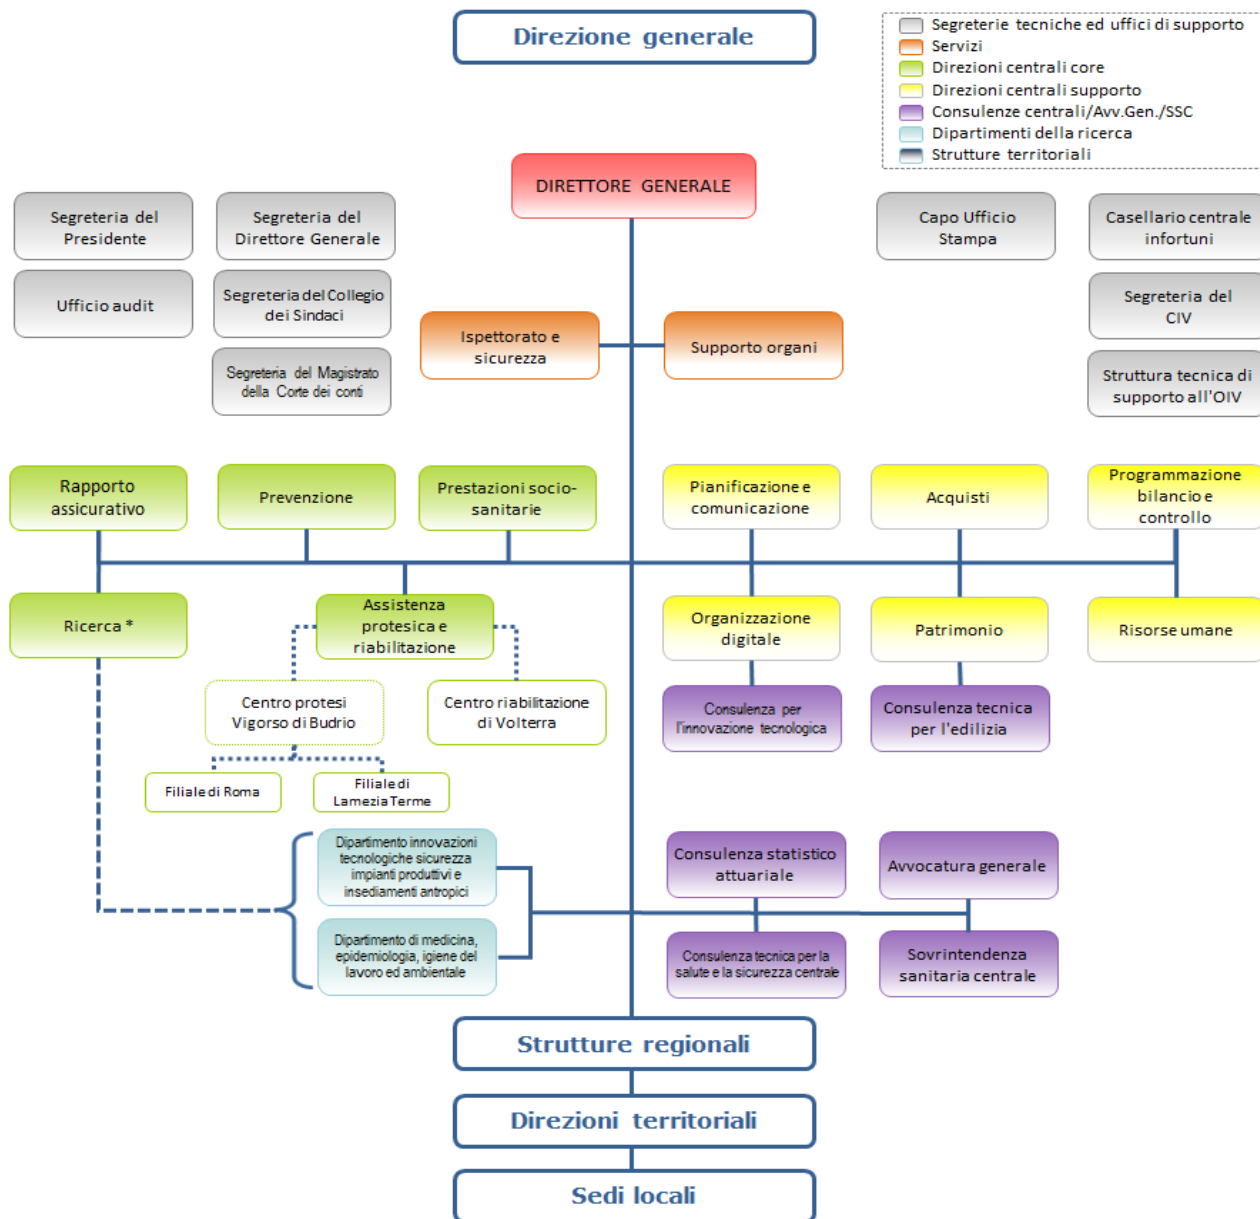 Direzione generale
Segreterie tecniche ed uffici di supporto
Servizi
Direzioni centrali core
Direzioni centrali supporto
Consulenze centrali/Avv.Gen./SSC
Dipartimenti della ricerca
Strutture territoriali
DIRETTORE GENERALE
Segreteria del
Presidente
Segreteria del
Direttore Generale
Capo Ufficio
Stampa
Casellario centrale
infortuni
Ufficio audit
Segreteria del Collegio
dei Sindaci
Segreteria del
CIV
Ispettorato e
sicurezza
Supporto organi
Segreteria del Magistrato
della Corte dei conti
Struttura tecnica di
supporto all'OIV
Rapporto
assicurativo
Prevenzione
Prestazioni socio-
sanitarie
Pianificazione e
comunicazione
Acquisti
Programmazione
bilancio e
controllo
Ricerca *
Assistenza
protesica e
riabilitazione
Organizzazione
digitale
Patrimonio
Risorse umane
Centro protesi
Vigorso di Budrio
Centro riabilitazione
di Volterra
Consulenza per
l'innovazione tecnologica
Consulenza tecnica
per l'edilizia
Filiale di Roma
Filiale di
Lamezia Terme
Dipartimento innovazioni
tecnologiche sicurezza
impianti produttivi e
insediamenti antropici
Consulenza statistico
attuariale
Avvocatura generale
Dipartimento di medicina,
epidemiologia, igiene del
lavoro ed ambientale
Consulenza tecnica per la
salute e la sicurezza centrale
Sovrintendenza
sanitaria centrale
Strutture regionali
Direzioni territoriali
Sedi locali